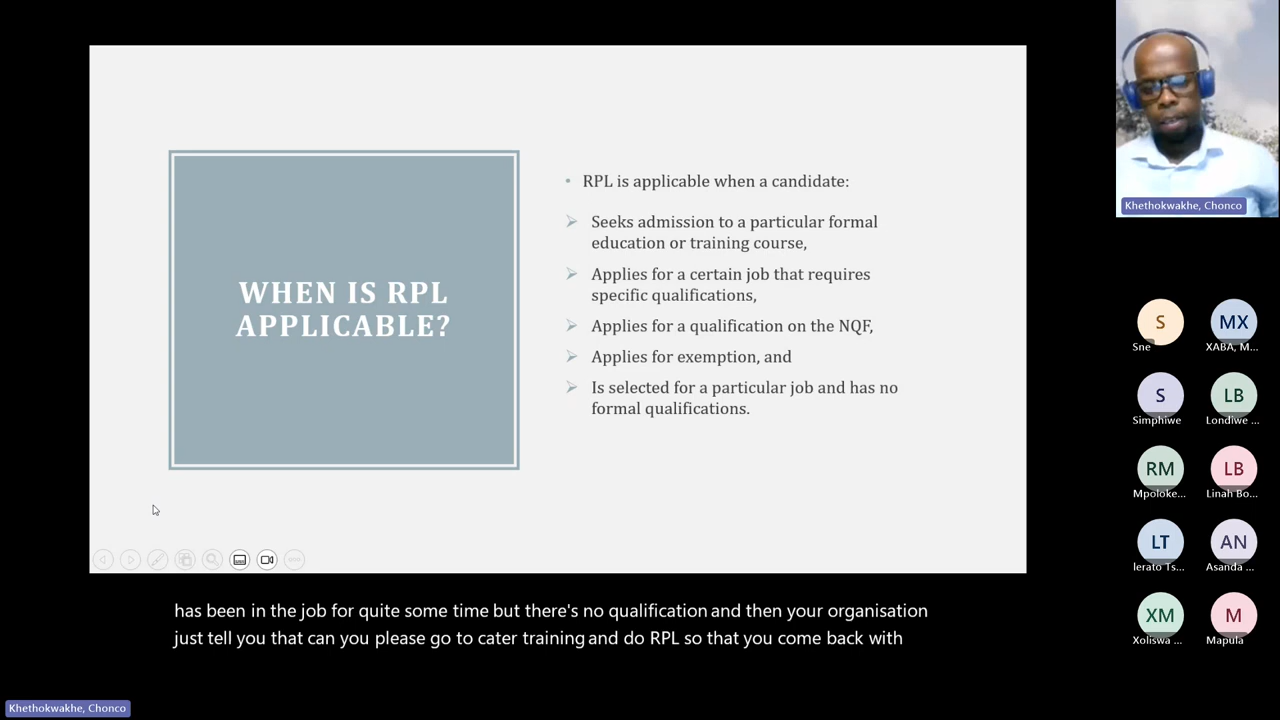 WHEN IS RPL
APPLICABLE?
• RPL is applicable when a candidate:
Seeks admission to a particular formal
education or training course,
Applies for a certain job that requires
specific qualifications,
Applies for a qualification on the NQF,
Applies for exemption, and
Is selected for a particular job and has no
formal qualifications.
has been in the job for quite some time but there's no qualification and then your organisation
just tell you that can you please go to cater training and do RPL so that you come back with
Khethokwakhe, Chonco
Khethokwakhe, Chonco
S
Sne
MX
XABA, M...
S
Simphiwe
LB
Londiwe ...
RM
Mpoloke...
LB
Linah Bo...
LT
lerato Ts...
AN
Asanda ...
XM
Xoliswa ...
M
Mapula